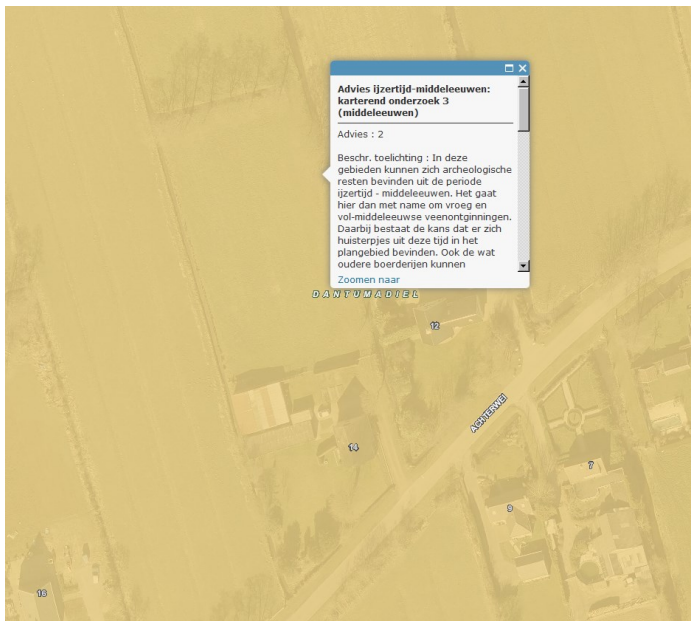 Advies ijzertijd-middeleeuwen:
karterend onderzoek 3
(middeleeuwen)
Advies : 2
Beschr. toelichting : In deze
gebieden kunnen zich archeologische
resten bevinden uit de periode
ijzertijd - middeleeuwen. Het gaat
hier dan met name om vroeg en
vol-middeleeuwse veenontginningen.
Daarbij bestaat de kans dat er zich
huisterpjes uit deze tijd in het
plangebied bevinden. Ook de wat
oudere boerderijen kunnen
Zoomen naar
DANTUMADIEL
12
ACHTERWEI
14
7
9
16